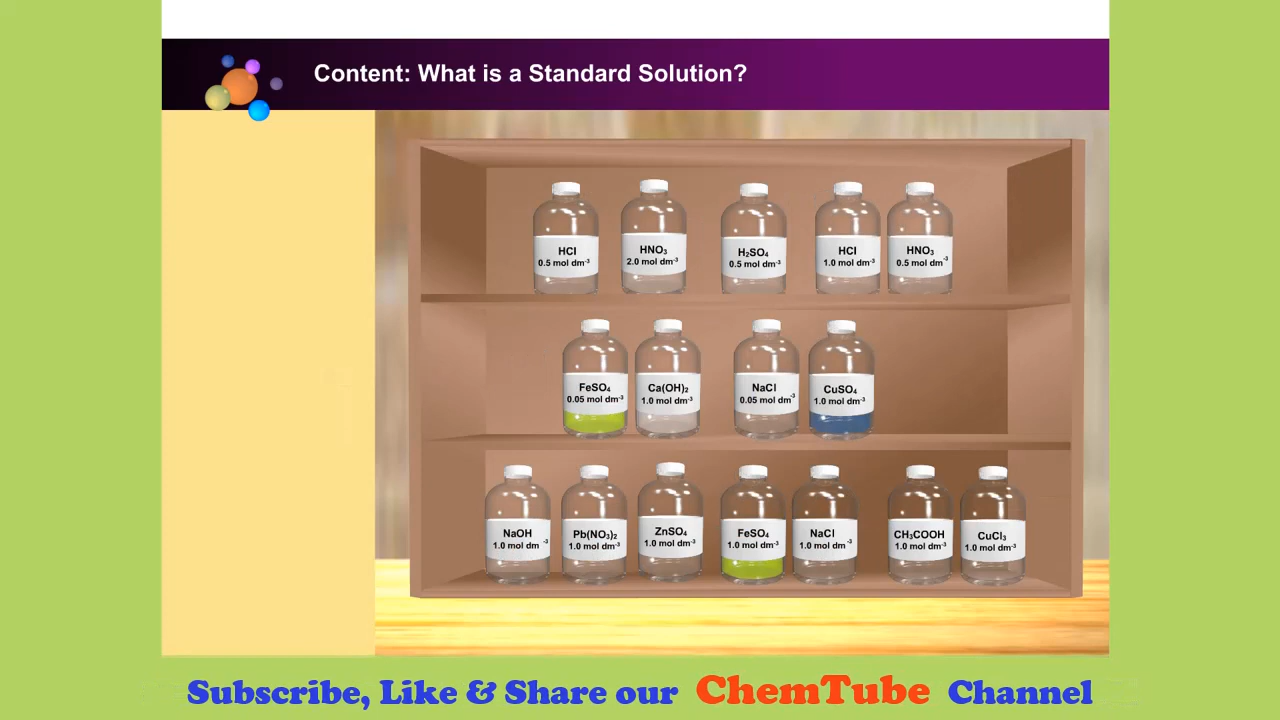 Content: What is a Standard Solution?
HCl
0.5 mol dm⁻³
HNO₃
2.0 mol dm⁻³
H₂SO₄
0.5 mol dm⁻³
HCl
1.0 mol dm⁻³
HNO₃
0.5 mol dm⁻³
FeSO₄
0.05 mol dm⁻³
Ca(OH)₂
1.0 mol dm⁻³
NaCl
0.05 mol dm⁻³
CuSO₄
1.0 mol dm⁻³
NaOH
1.0 mol dm⁻³
Pb(NO₃)₂
1.0 mol dm⁻³
ZnSO₄
1.0 mol dm⁻³
FeSO₄
1.0 mol dm⁻³
NaCl
1.0 mol dm⁻³
CH₃COOH
1.0 mol dm⁻³
CuCl₃
1.0 mol dm⁻³
Subscribe, Like & Share our ChemTube Channel